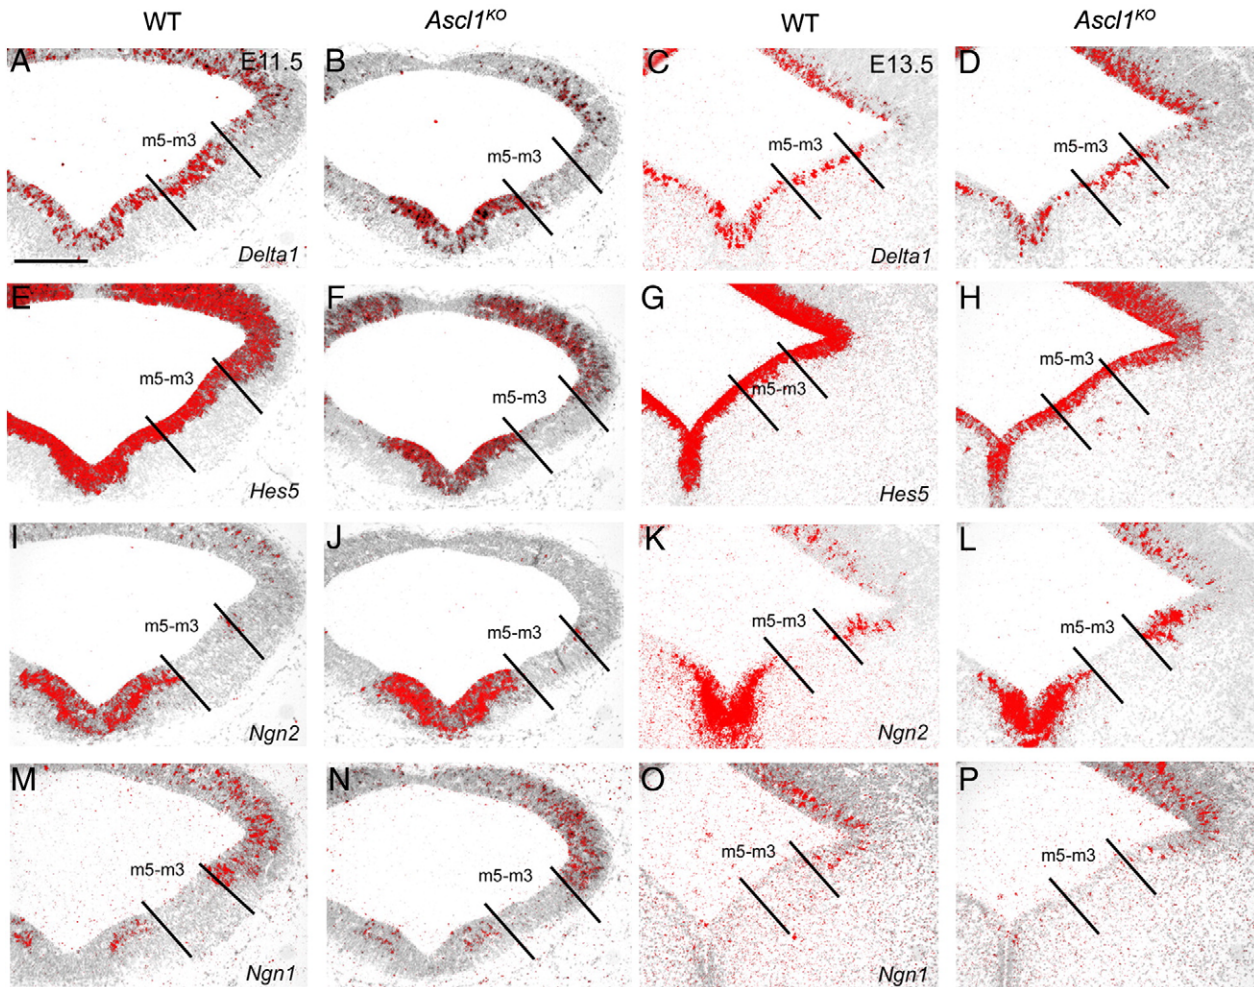 WT Ascl1ᴷᴼ WT Ascl1ᴷᴼ
A E11.5 B C E13.5 D
m5-m3 m5-m3 m5-m3 m5-m3
Delta1 Delta1
E F G H
m5-m3 m5-m3 m5-m3 m5-m3
Hes5 Hes5
I J K L
m5-m3 m5-m3 m5-m3 m5-m3
Ngn2 Ngn2
M N O P
m5-m3 m5-m3 m5-m3 m5-m3
Ngn1 Ngn1